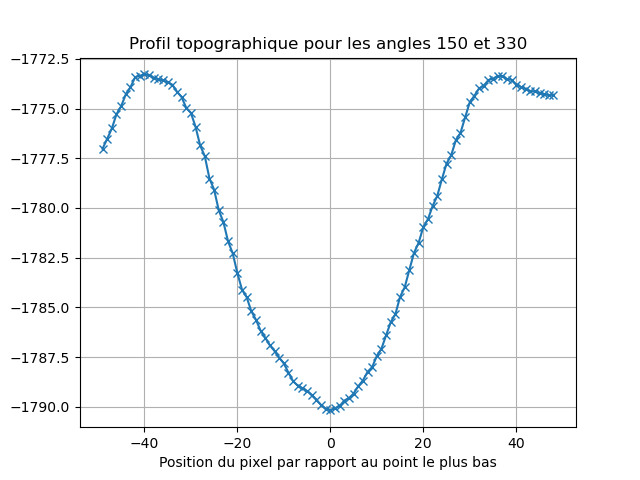 Profil topographique pour les angles 150 et 330
−1772.5
−1775.0
−1777.5
−1780.0
−1782.5
−1785.0
−1787.5
−1790.0
−40 −20 0 20 40
Position du pixel par rapport au point le plus bas